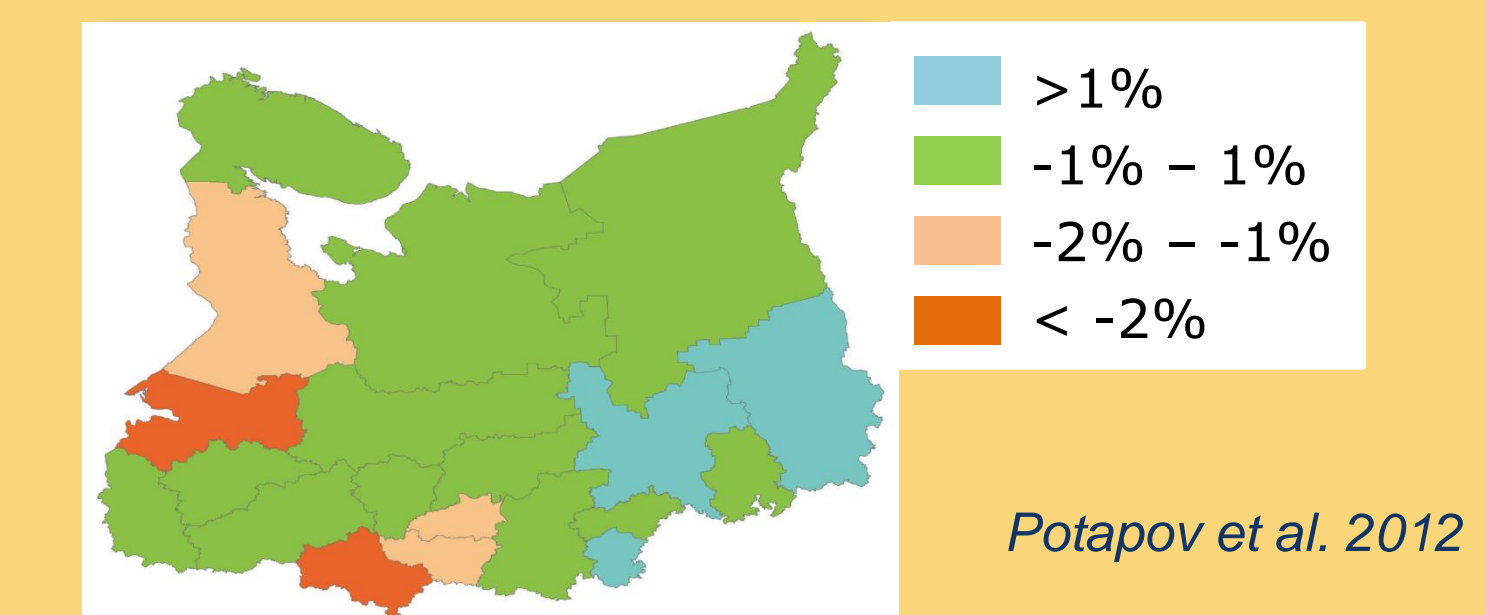 >1%
-1% – 1%
-2% – -1%
< -2%
Potapov et al. 2012